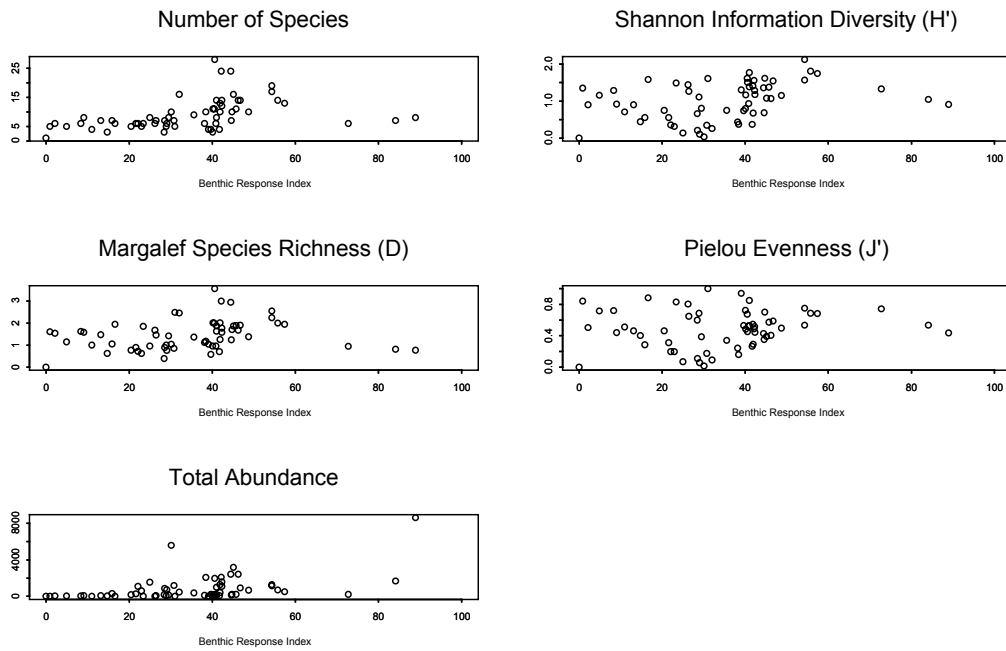 Number of Species
5 15 25
0 20 40 60 80 100
Benthic Response Index
Shannon Information Diversity (H')
0.0 1.0 2.0
0 20 40 60 80 100
Benthic Response Index
Margalef Species Richness (D)
0 1 2 3
0 20 40 60 80 100
Benthic Response Index
Pielou Evenness (J')
0.0 0.4 0.8
0 20 40 60 80 100
Benthic Response Index
Total Abundance
0 4000 8000
0 20 40 60 80 100
Benthic Response Index